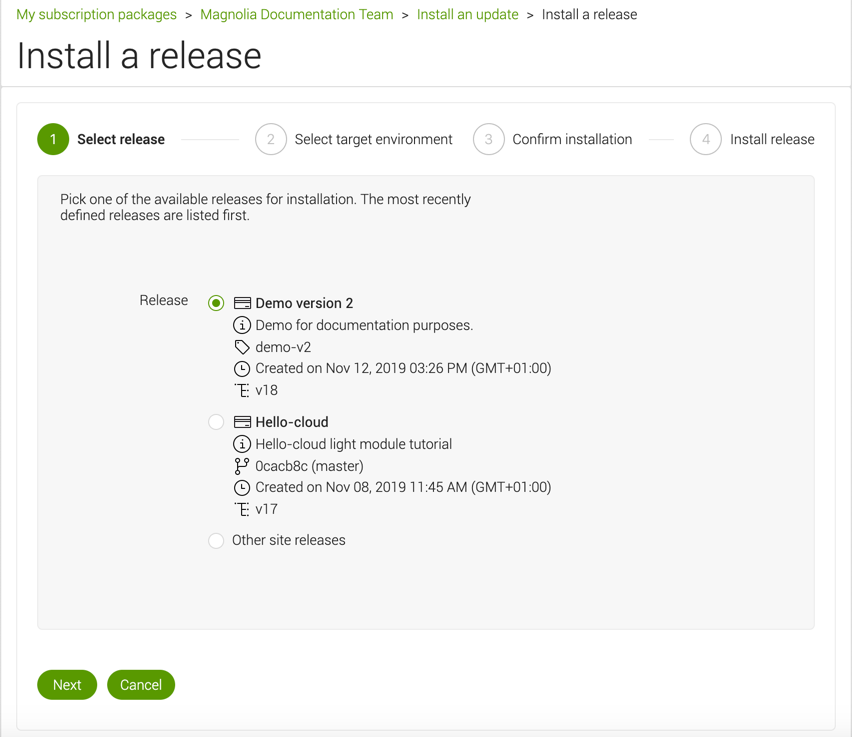 My subscription packages > Magnolia Documentation Team > Install an update > Install a release
Install a release
1 Select release 2 Select target environment 3 Confirm installation 4 Install release
Pick one of the available releases for installation. The most recently
defined releases are listed first.
Release Demo version 2
Demo for documentation purposes.
demo-v2
Created on Nov 12, 2019 03:26 PM (GMT+01:00)
v18
Hello-cloud
Hello-cloud light module tutorial
0cacb8c (master)
Created on Nov 08, 2019 11:45 AM (GMT+01:00)
v17
Other site releases
Next Cancel